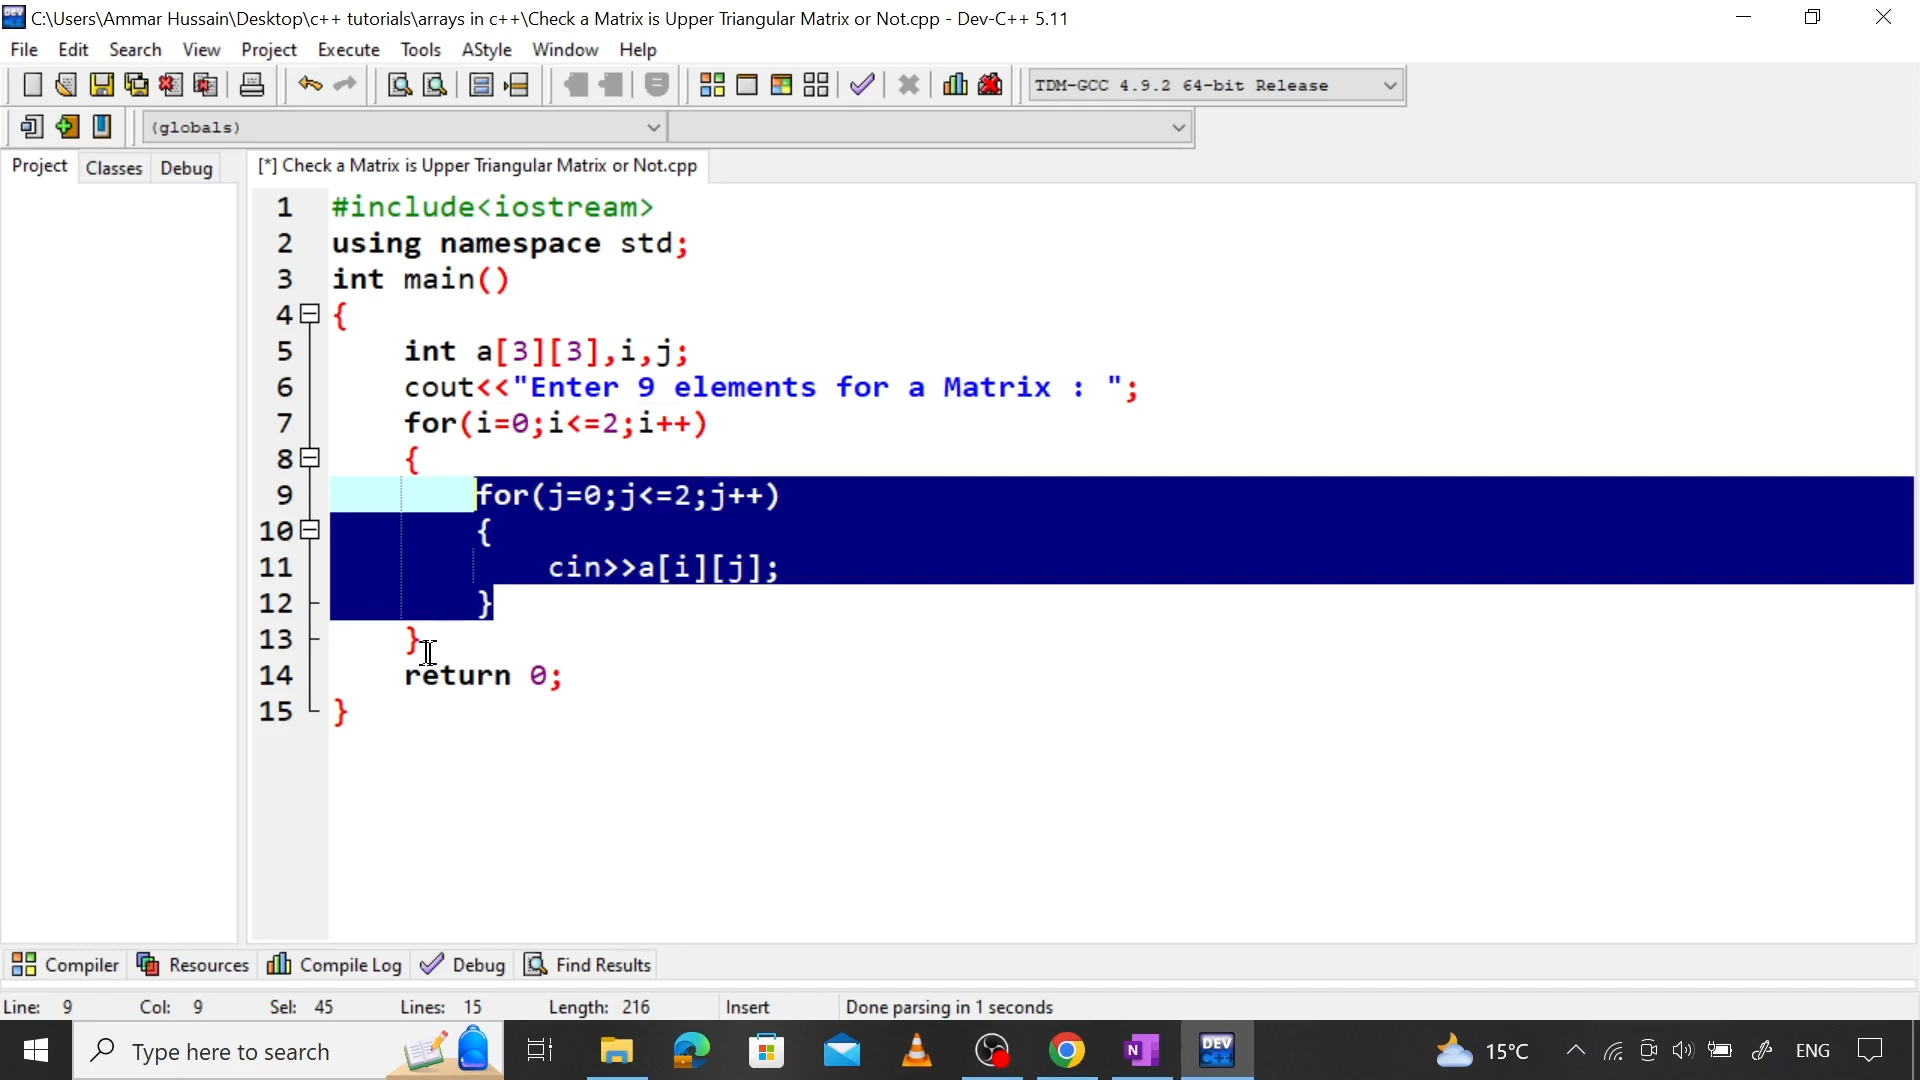 C:\Users\Ammar Hussain\Desktop\c++ tutorials\arrays in c++\Check a Matrix is Upper Triangular Matrix or Not.cpp - Dev-C++ 5.11
File Edit Search View Project Execute Tools AStyle Window Help
TDM-GCC 4.9.2 64-bit Release
(globals)
Project Classes Debug [*] Check a Matrix is Upper Triangular Matrix or Not.cpp
1 #include<iostream>
2 using namespace std;
3 int main()
4 {
5 int a[3][3],i,j;
6 cout<<"Enter 9 elements for a Matrix : ";
7 for(i=0;i<=2;i++)
8 {
9 for(j=0;j<=2;j++)
10 {
11 cin>>a[i][j];
12 }
13 }
14 return 0;
15 }
Compiler Resources Compile Log Debug Find Results
Line: 9 Col: 9 Sel: 45 Lines: 15 Length: 216 Insert Done parsing in 1 seconds
Type here to search DEV C++ N 15°C ENG